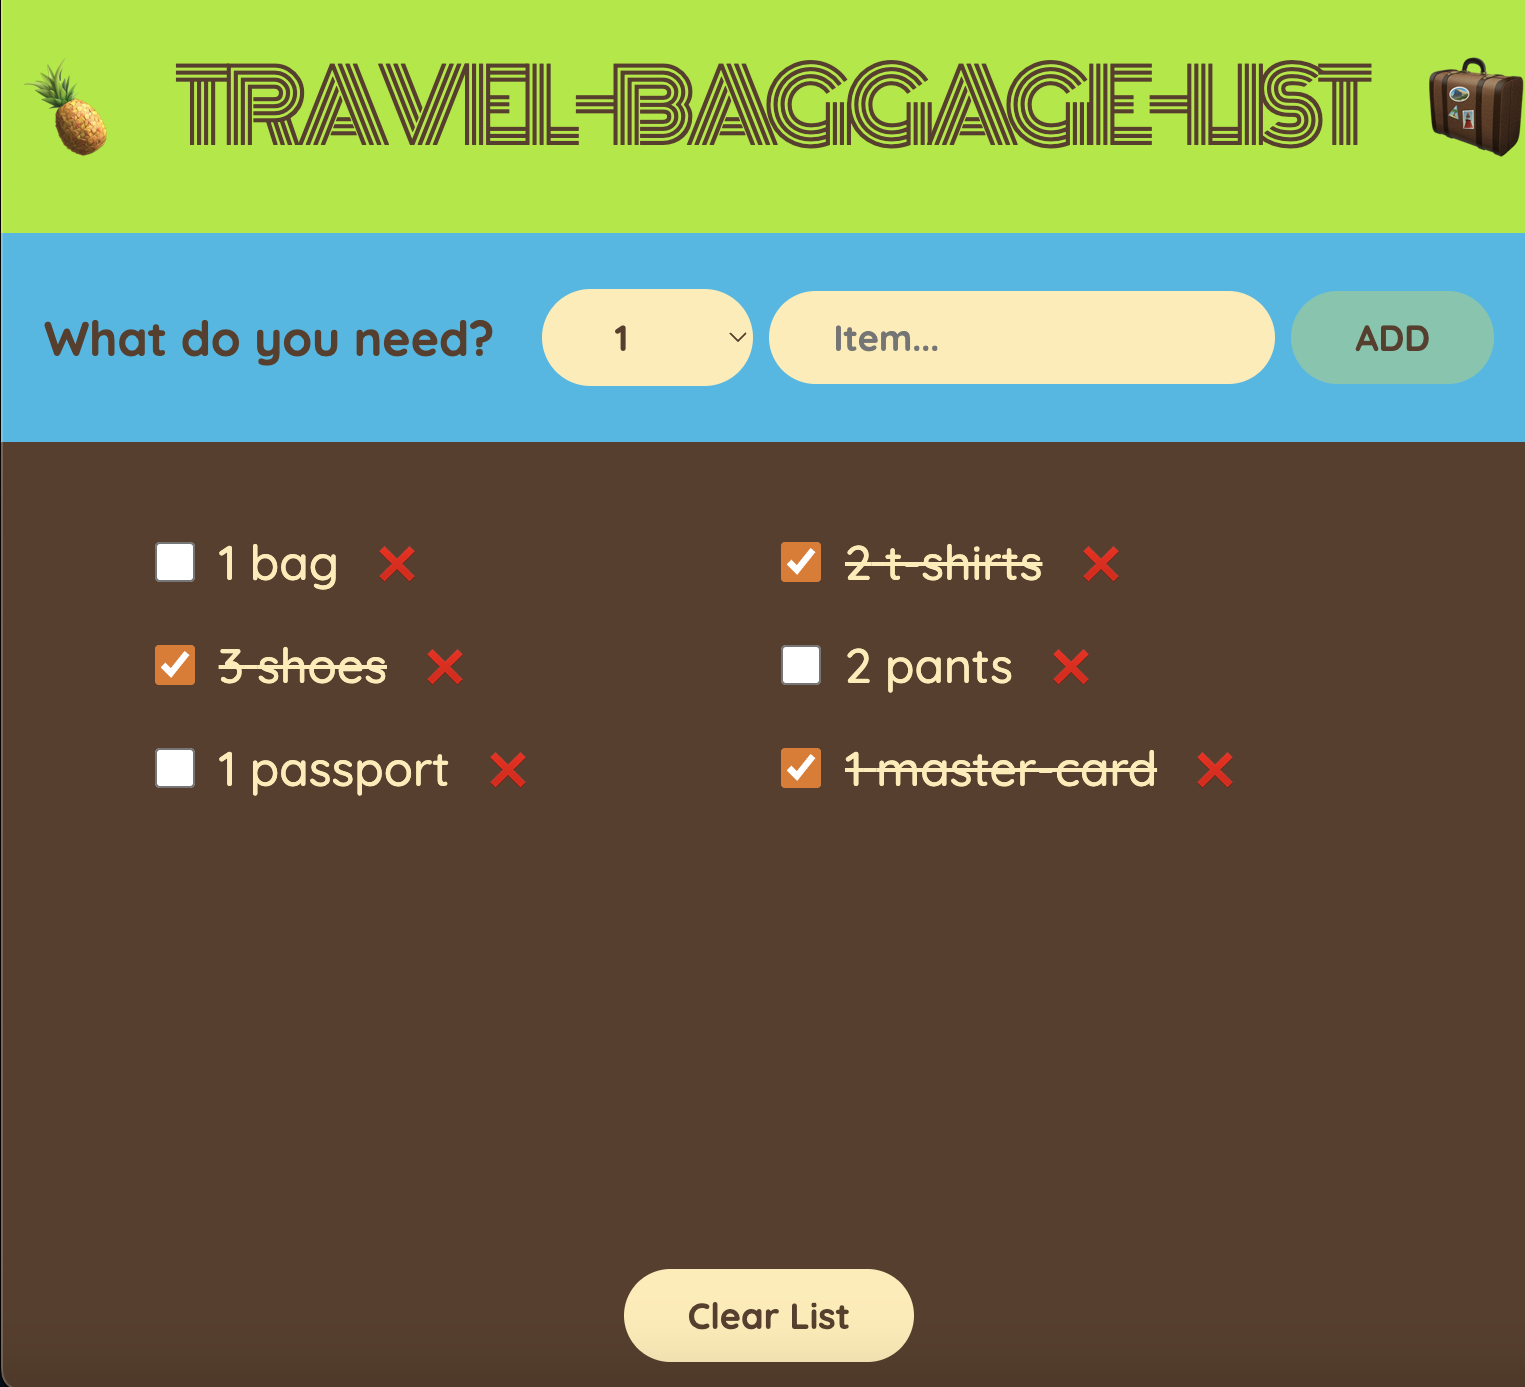 TRAVEL-BAGGAGE-LIST
What do you need? 1 Item... ADD
1 bag
2 t-shirts
3 shoes
2 pants
1 passport
1 master-card
Clear List